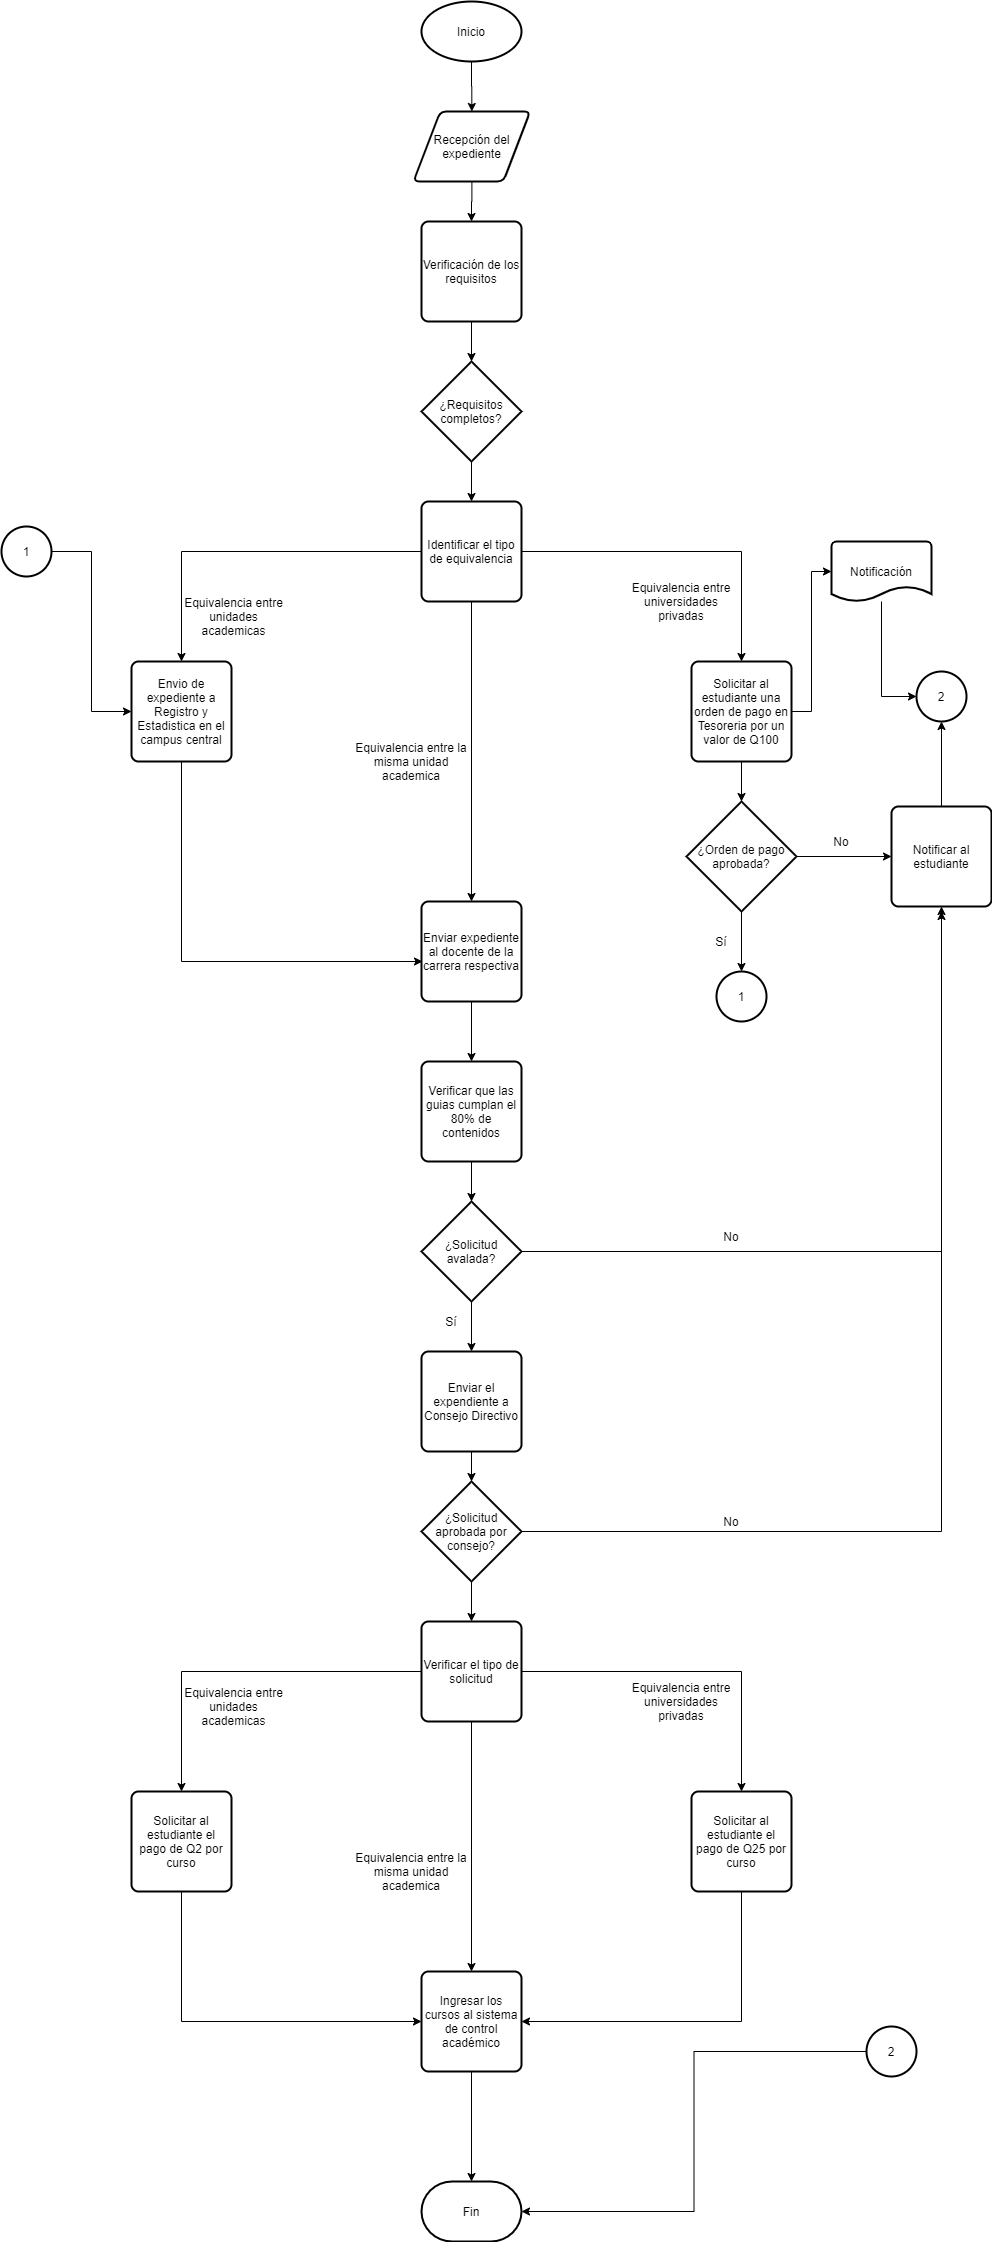 Inicio
Recepción del
expediente
Verificación de los
requisitos
¿Requisitos
completos?
Identificar el tipo
de equivalencia
1
Notificación
Equivalencia entre
unidades
academicas
Equivalencia entre
universidades
privadas
Envio de
expediente a
Registro y
Estadistica en el
campus central
Solicitar al
estudiante una
orden de pago en
Tesoreria por un
valor de Q100
2
Equivalencia entre la
misma unidad
academica
¿Orden de pago
aprobada?
No
Notificar al
estudiante
Sí
1
Enviar expediente
al docente de la
carrera respectiva
Verificar que las
guias cumplan el
80% de
contenidos
¿Solicitud
avalada?
No
Sí
Enviar el
expendiente a
Consejo Directivo
¿Solicitud
aprobada por
consejo?
No
Verificar el tipo de
solicitud
Equivalencia entre
unidades
academicas
Equivalencia entre
universidades
privadas
Solicitar al
estudiante el
pago de Q2 por
curso
Solicitar al
estudiante el
pago de Q25 por
curso
Equivalencia entre la
misma unidad
academica
Ingresar los
cursos al sistema
de control
académico
2
Fin